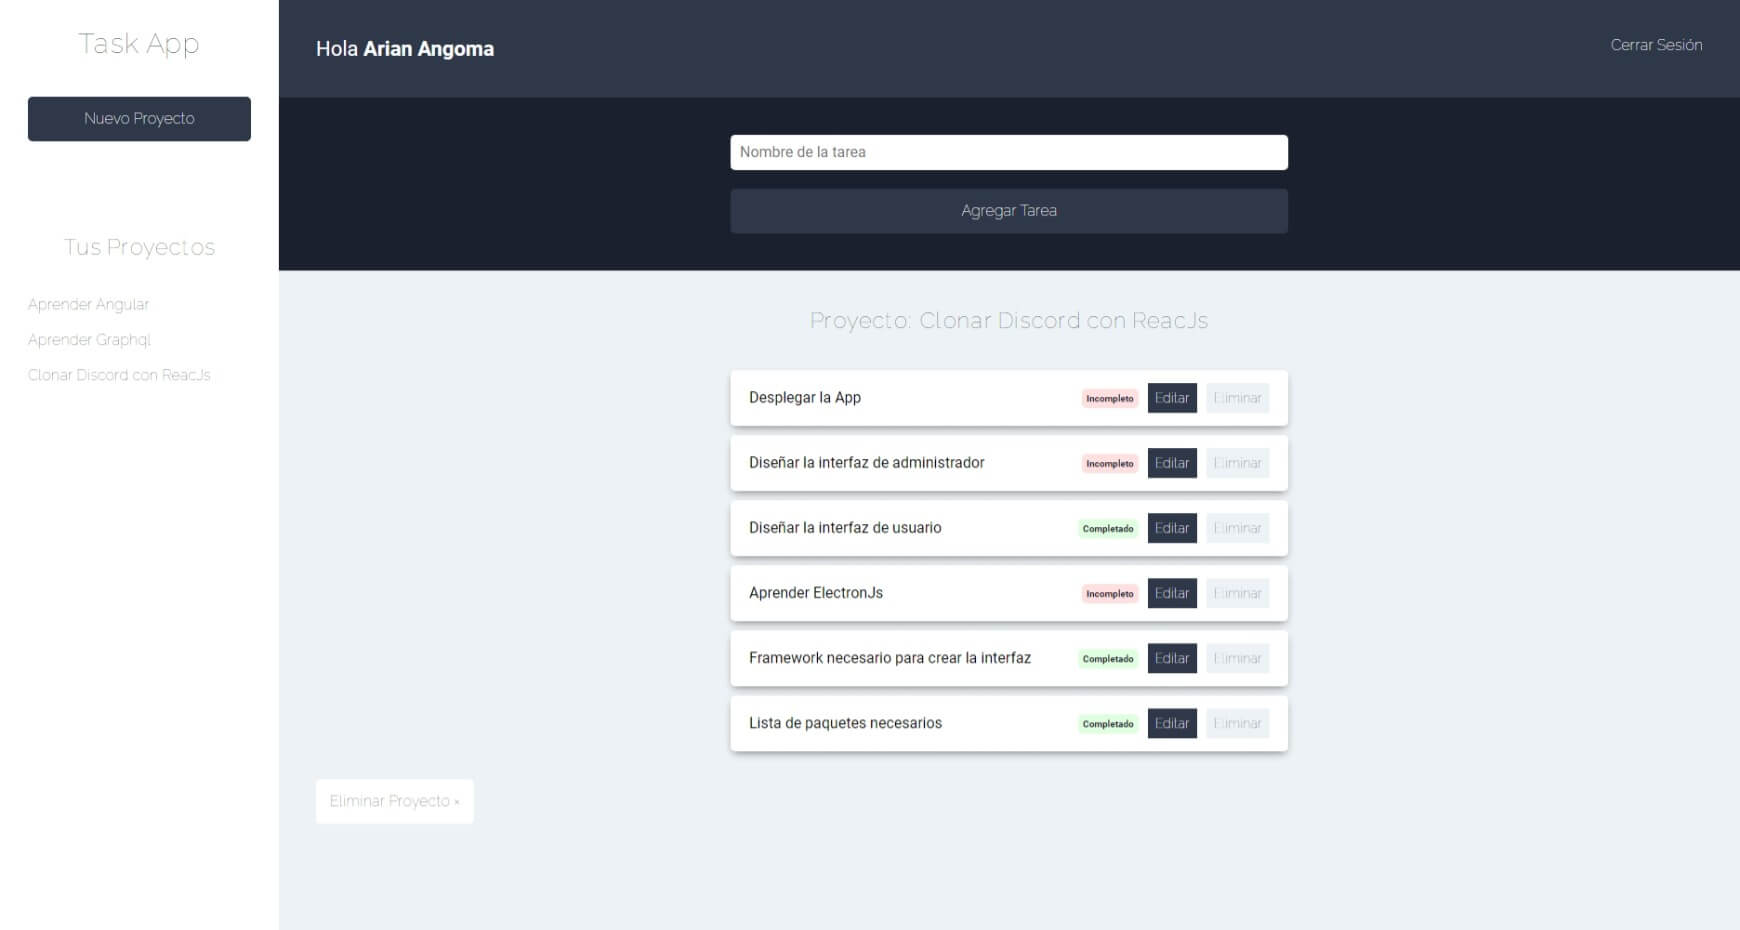 Task App
Nuevo Proyecto
Tus Proyectos
Aprender Angular
Aprender Graphql
Clonar Discord con ReacJs
Hola Arian Angoma
Cerrar Sesión
Nombre de la tarea
Agregar Tarea
Proyecto: Clonar Discord con ReacJs
Desplegar la App Incompleto Editar Eliminar
Diseñar la interfaz de administrador Incompleto Editar Eliminar
Diseñar la interfaz de usuario Completado Editar Eliminar
Aprender ElectronJs Incompleto Editar Eliminar
Framework necesario para crear la interfaz Completado Editar Eliminar
Lista de paquetes necesarios Completado Editar Eliminar
Eliminar Proyecto ×